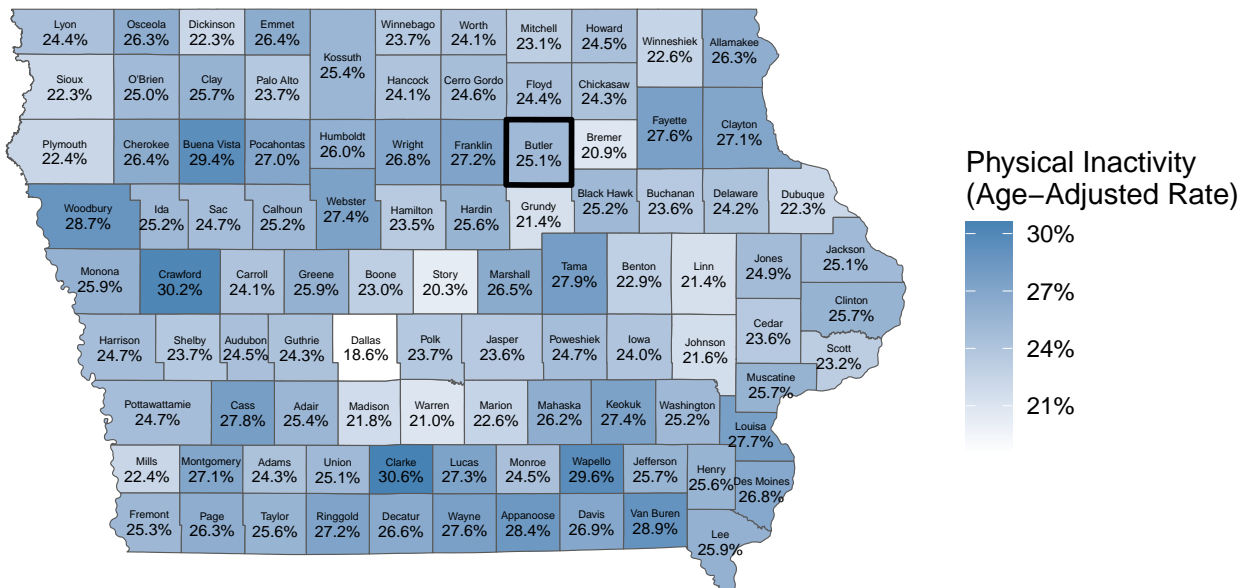 Lyon
24.4%
Osceola
26.3%
Dickinson
22.3%
Emmet
26.4%
Kossuth
25.4%
Winnebago
23.7%
Worth
24.1%
Mitchell
23.1%
Howard
24.5%
Winneshiek
22.6%
Allamakee
26.3%
Sioux
22.3%
O'Brien
25.0%
Clay
25.7%
Palo Alto
23.7%
Hancock
24.1%
Cerro Gordo
24.6%
Floyd
24.4%
Chickasaw
24.3%
Fayette
27.6%
Clayton
27.1%
Plymouth
22.4%
Cherokee
26.4%
Buena Vista
29.4%
Pocahontas
27.0%
Humboldt
26.0%
Wright
26.8%
Franklin
27.2%
Butler
25.1%
Bremer
20.9%
Woodbury
28.7%
Ida
25.2%
Sac
24.7%
Calhoun
25.2%
Webster
27.4%
Hamilton
23.5%
Hardin
25.6%
Grundy
21.4%
Black Hawk
25.2%
Buchanan
23.6%
Delaware
24.2%
Dubuque
22.3%
Monona
25.9%
Crawford
30.2%
Carroll
24.1%
Greene
25.9%
Boone
23.0%
Story
20.3%
Marshall
26.5%
Tama
27.9%
Benton
22.9%
Linn
21.4%
Jones
24.9%
Jackson
25.1%
Clinton
25.7%
Harrison
24.7%
Shelby
23.7%
Audubon
24.5%
Guthrie
24.3%
Dallas
18.6%
Polk
23.7%
Jasper
23.6%
Poweshiek
24.7%
Iowa
24.0%
Johnson
21.6%
Cedar
23.6%
Scott
23.2%
Muscatine
25.7%
Pottawattamie
24.7%
Cass
27.8%
Adair
25.4%
Madison
21.8%
Warren
21.0%
Marion
22.6%
Mahaska
26.2%
Keokuk
27.4%
Washington
25.2%
Louisa
27.7%
Mills
22.4%
Montgomery
27.1%
Adams
24.3%
Union
25.1%
Clarke
30.6%
Lucas
27.3%
Monroe
24.5%
Wapello
29.6%
Jefferson
25.7%
Henry
25.6%
Des Moines
26.8%
Fremont
25.3%
Page
26.3%
Taylor
25.6%
Ringgold
27.2%
Decatur
26.6%
Wayne
27.6%
Appanoose
28.4%
Davis
26.9%
Van Buren
28.9%
Lee
25.9%
Physical Inactivity
(Age−Adjusted Rate)
30%
27%
24%
21%